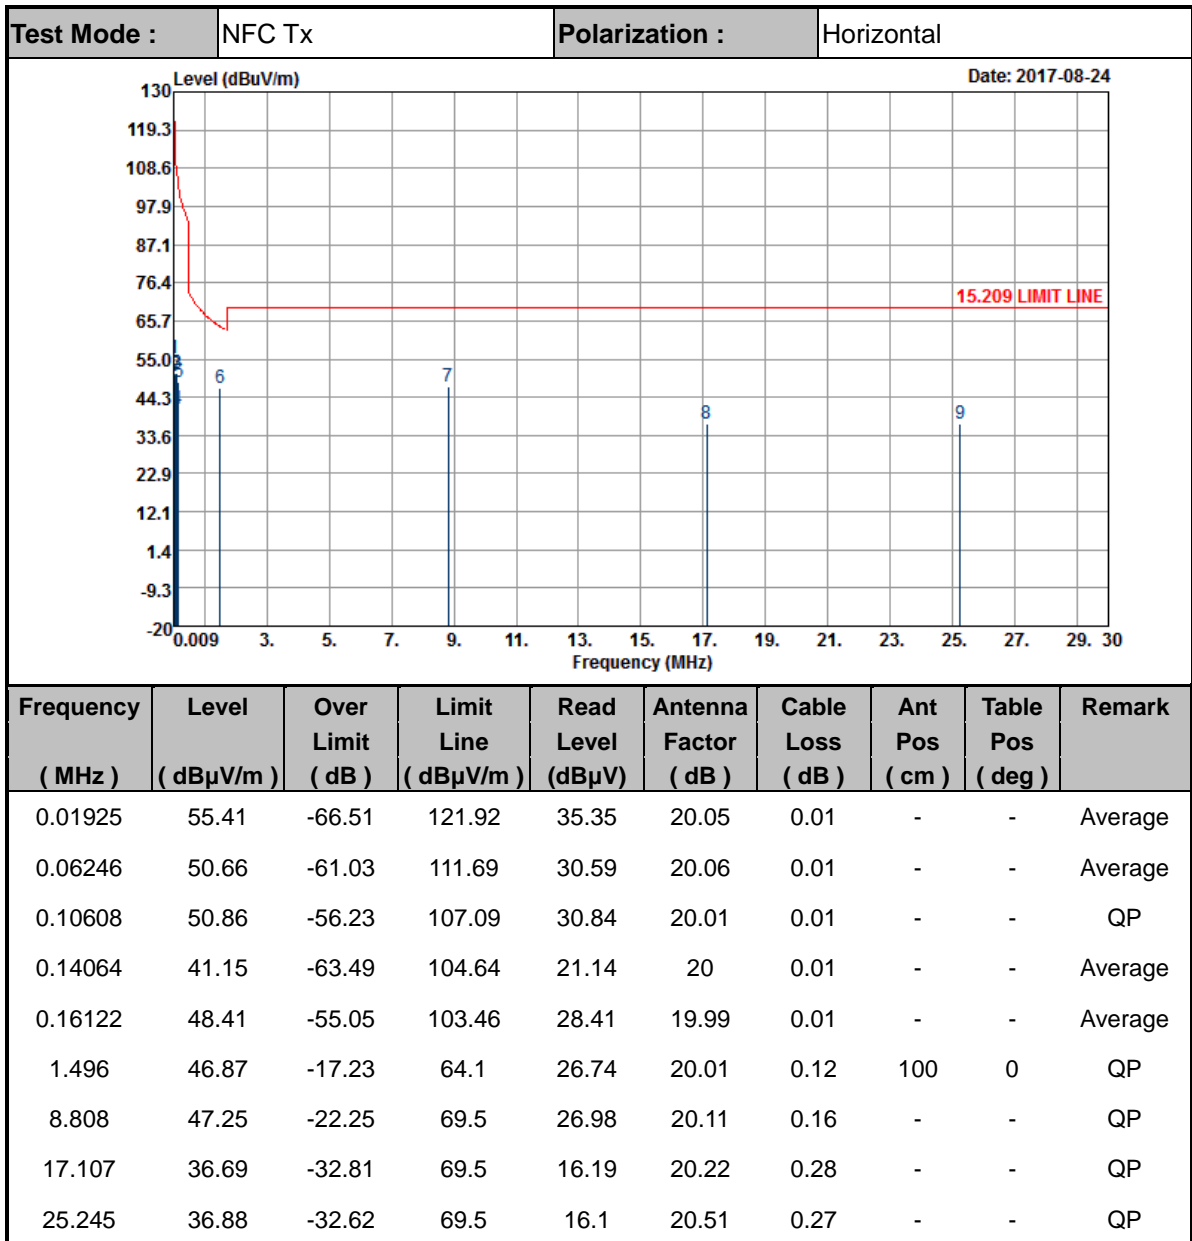 Test Mode : NFC Tx Polarization : Horizontal
Level (dBuV/m) Date: 2017-08-24
130
119.3
108.6
97.9
87.1
76.4
15.209 LIMIT LINE
65.7
55.0
44.3
33.6
22.9
12.1
1.4
-9.3
-20
5 6 7 8 9
0.009 3. 5. 7. 9. 11. 13. 15. 17. 19. 21. 23. 25. 27. 29. 30
Frequency (MHz)
Frequency Level Over Limit Read Antenna Cable Ant Table Remark
Limit Line Level Factor Loss Pos Pos
( MHz ) ( dBµV/m ) ( dB ) ( dBµV/m ) (dBµV) ( dB ) ( dB ) ( cm ) ( deg )
0.01925 55.41 -66.51 121.92 35.35 20.05 0.01 - - Average
0.06246 50.66 -61.03 111.69 30.59 20.06 0.01 - - Average
0.10608 50.86 -56.23 107.09 30.84 20.01 0.01 - - QP
0.14064 41.15 -63.49 104.64 21.14 20 0.01 - - Average
0.16122 48.41 -55.05 103.46 28.41 19.99 0.01 - - Average
1.496 46.87 -17.23 64.1 26.74 20.01 0.12 100 0 QP
8.808 47.25 -22.25 69.5 26.98 20.11 0.16 - - QP
17.107 36.69 -32.81 69.5 16.19 20.22 0.28 - - QP
25.245 36.88 -32.62 69.5 16.1 20.51 0.27 - - QP